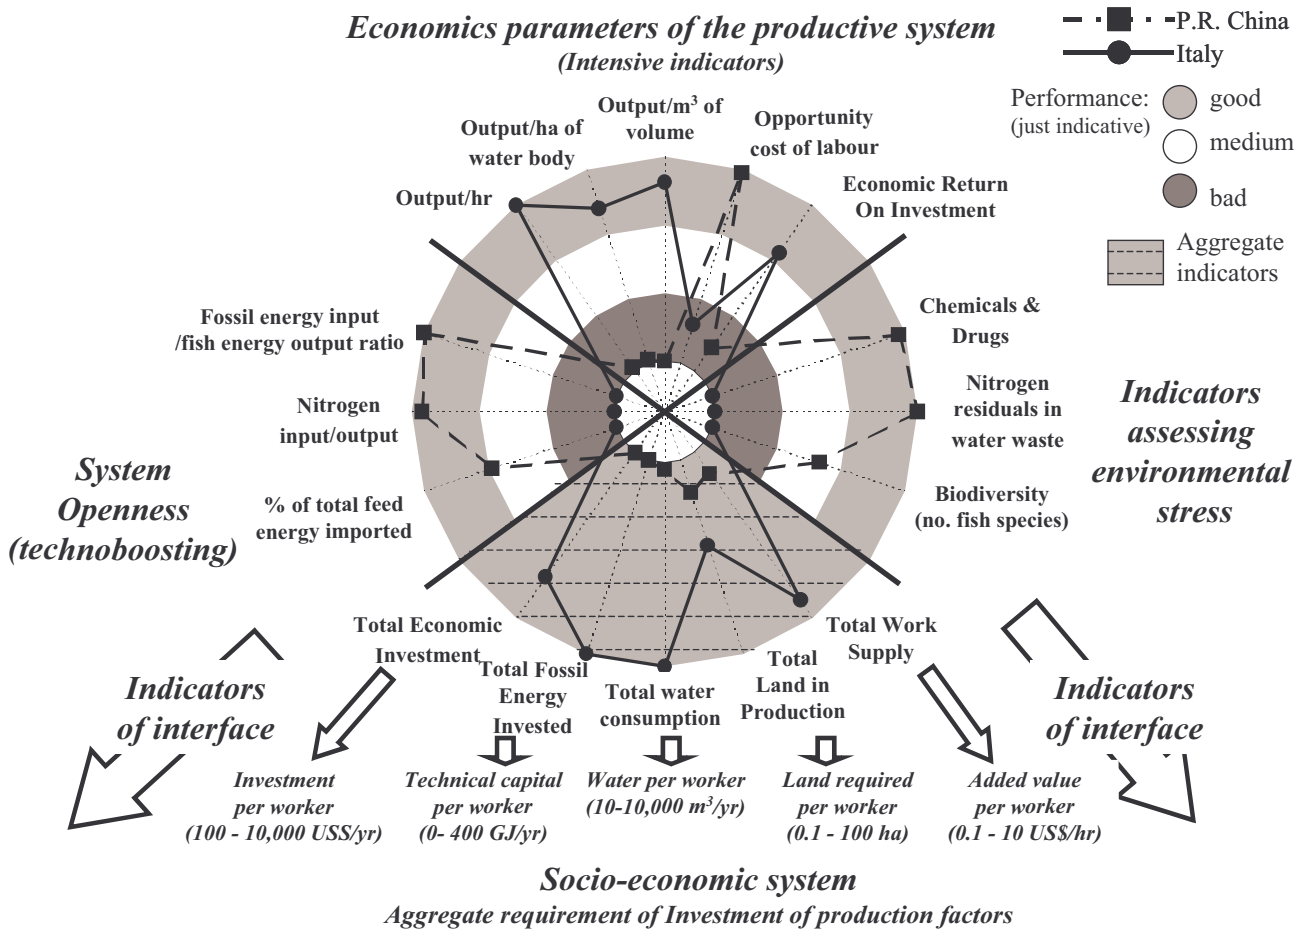 Economics parameters of the productive system
(Intensive indicators)
P.R. China
Italy
Performance:
(just indicative)
good
medium
bad
Aggregate
indicators
Output/hr
Output/ha of
water body
Output/m³ of
volume
Opportunity
cost of labour
Economic Return
On Investment
Fossil energy input
/fish energy output ratio
Nitrogen
input/output
% of total feed
energy imported
System
Openness
(technoboosting)
Chemicals &
Drugs
Nitrogen
residuals in
water waste
Biodiversity
(no. fish species)
Indicators
assessing
environmental
stress
Total Economic
Investment
Total Fossil
Energy
Invested
Total water
consumption
Total
Land in
Production
Total Work
Supply
Indicators
of interface
Indicators
of interface
Investment
per worker
(100 - 10,000 USS/yr)
Technical capital
per worker
(0- 400 GJ/yr)
Water per worker
(10-10,000 m³/yr)
Land required
per worker
(0.1 - 100 ha)
Added value
per worker
(0.1 - 10 US$/hr)
Socio-economic system
Aggregate requirement of Investment of production factors